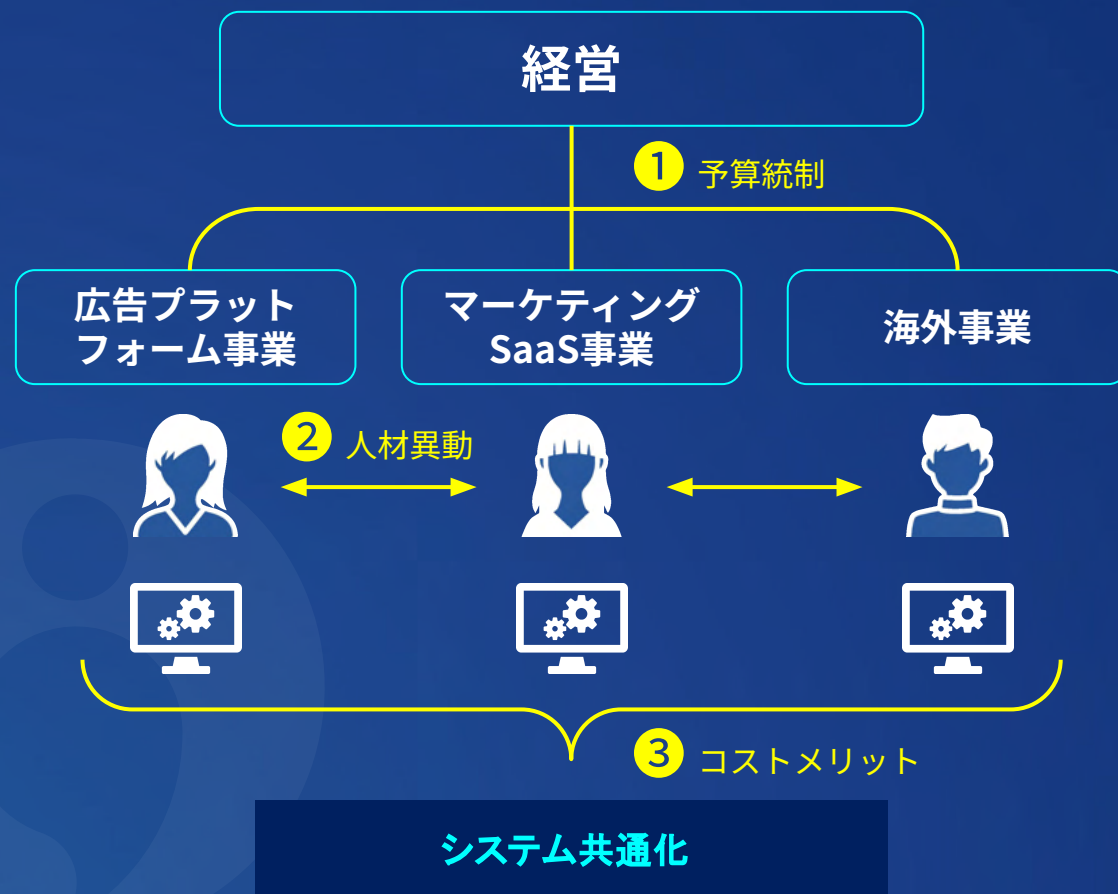 経営
1 予算統制
広告プラット
フォーム事業
マーケティング
SaaS事業
海外事業
2 人材異動
3 コストメリット
システム共通化